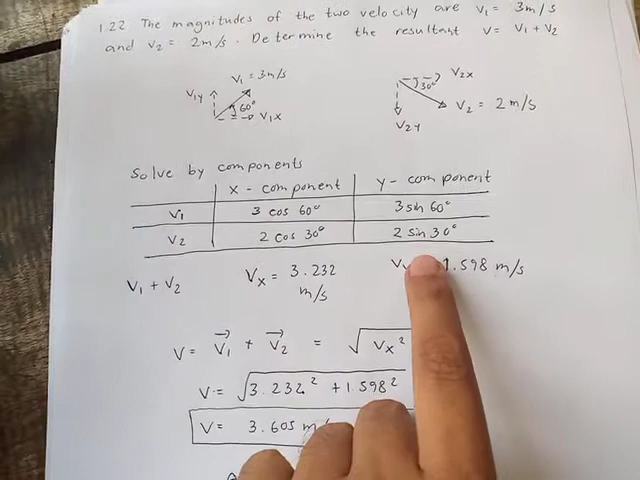 1.22 The magnitudes of the two velocity are V₁ = 3m/s
and V₂ = 2m/s. Determine the resultant V = V₁ + V₂
V₁ = 3m/s
V₁y
60°
V₁x
V₂x
30°
V₂ = 2 m/s
V₂y
Solve by components
x - component y - component
V₁ 3 cos 60° 3 sin 60°
V₂ 2 cos 30° 2 sin 30°
V₁ + V₂ Vx = 3.232 m/s 1.598 m/s
V = V₁ + V₂ = √Vx²
V = √3.232² + 1.598²
V = 3.605 m/